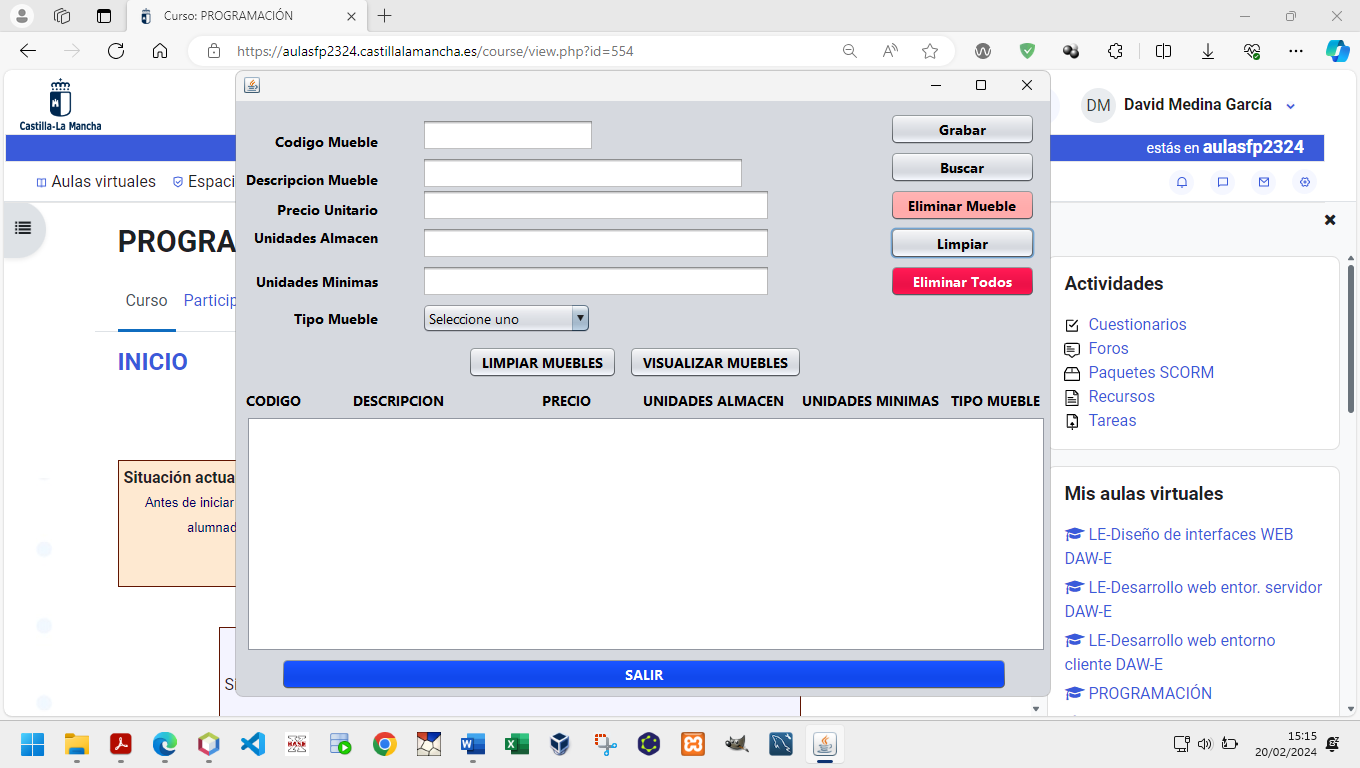 Curso: PROGRAMACIÓN
https://aulasfp2324.castillalamancha.es/course/view.php?id=554
Castilla-La Mancha
DM David Medina García
estás en aulasfp2324
Aulas virtuales
PROGRA
Curso Particip
INICIO
Situación actua
Antes de iniciar
alumnad
Codigo Mueble
Descripcion Mueble
Precio Unitario
Unidades Almacen
Unidades Minimas
Tipo Mueble
Seleccione uno
Grabar
Buscar
Eliminar Mueble
Limpiar
Eliminar Todos
LIMPIAR MUEBLES VISUALIZAR MUEBLES
CODIGO DESCRIPCION PRECIO UNIDADES ALMACEN UNIDADES MINIMAS TIPO MUEBLE
SALIR
Actividades
Cuestionarios
Foros
Paquetes SCORM
Recursos
Tareas
Mis aulas virtuales
LE-Diseño de interfaces WEB
DAW-E
LE-Desarrollo web entor. servidor
DAW-E
LE-Desarrollo web entorno
cliente DAW-E
PROGRAMACIÓN
15:15
20/02/2024